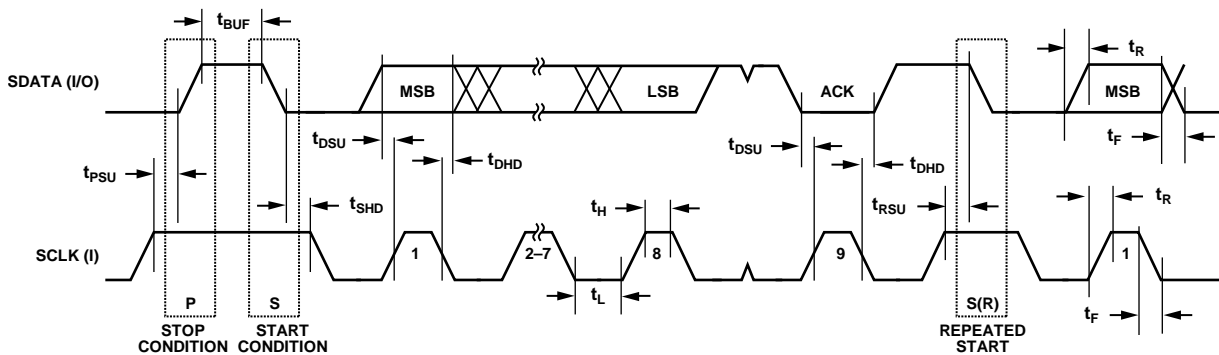 tBUF
tR
SDATA (I/O)
MSB
LSB
ACK
MSB
tDSU
tDHD
tDSU
tDHD
tF
tPSU
tSHD
tH
tRSU
tR
SCLK (I)
1
2–7
8
9
1
tL
tF
P
S
S(R)
STOP
CONDITION
START
CONDITION
REPEATED
START